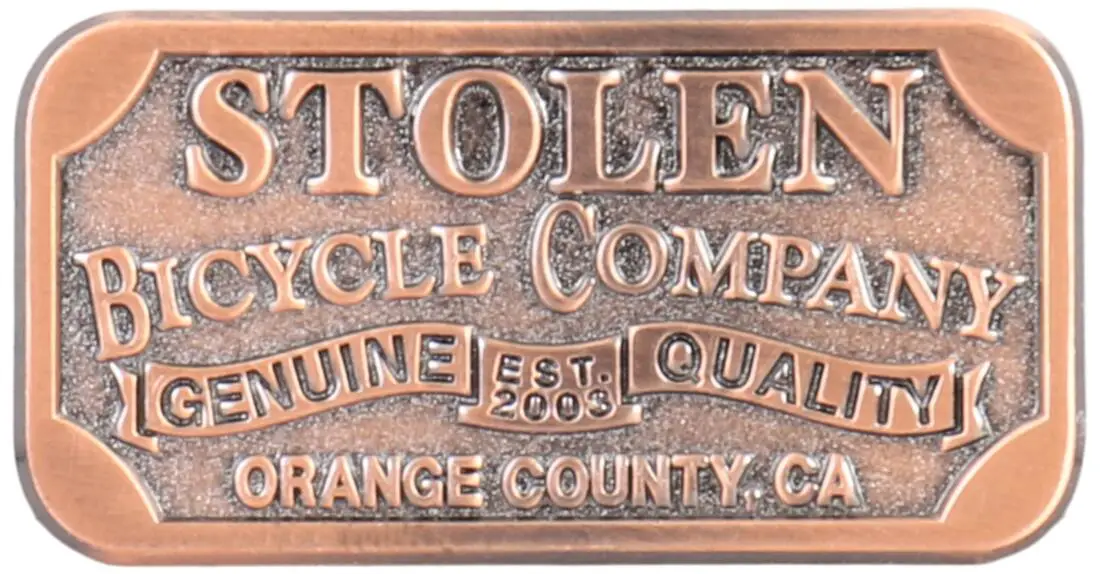 STOLEN
BICYCLE COMPANY
GENUINE EST. 2003 QUALITY
ORANGE COUNTY, CA